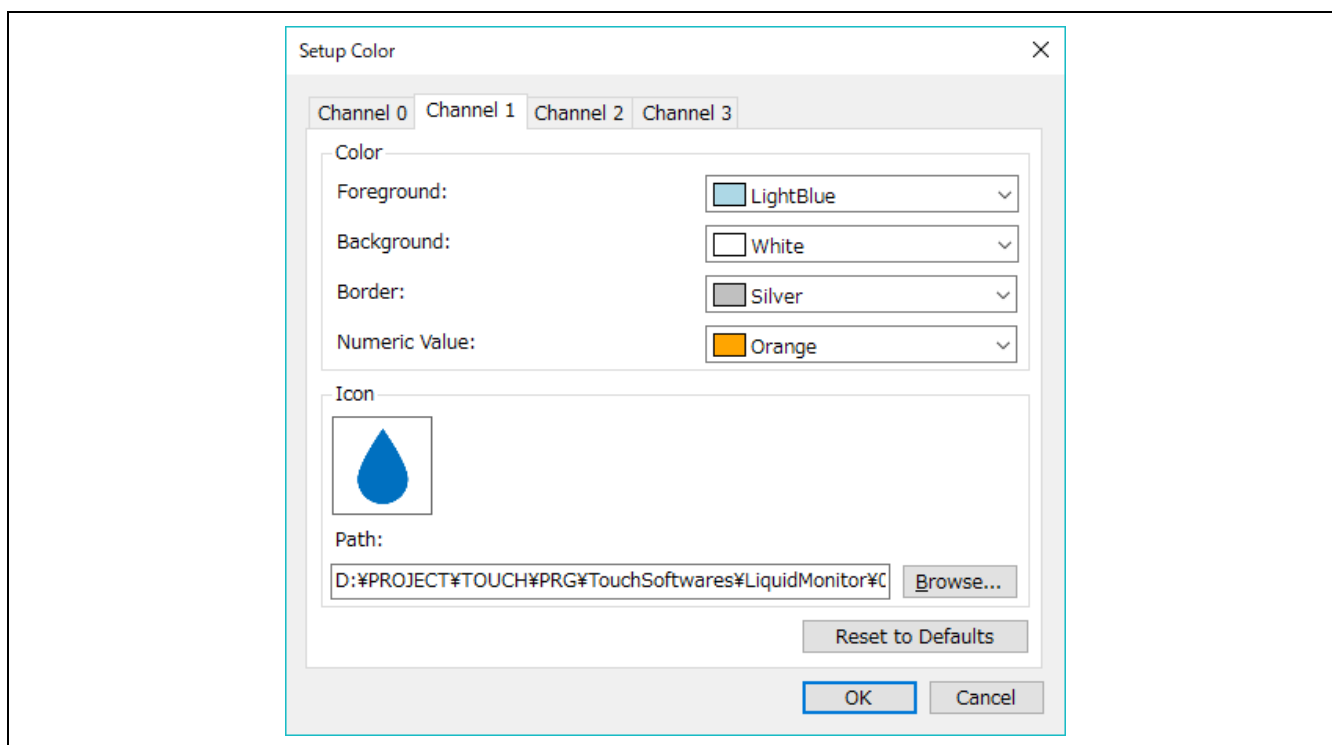 Setup Color
Channel 0 Channel 1 Channel 2 Channel 3
Color
Foreground: LightBlue
Background: White
Border: Silver
Numeric Value: Orange
Icon
Path:
D:¥PROJECT¥TOUCH¥PRG¥TouchSoftwares¥LiquidMonitor¥ Browse...
Reset to Defaults
OK Cancel